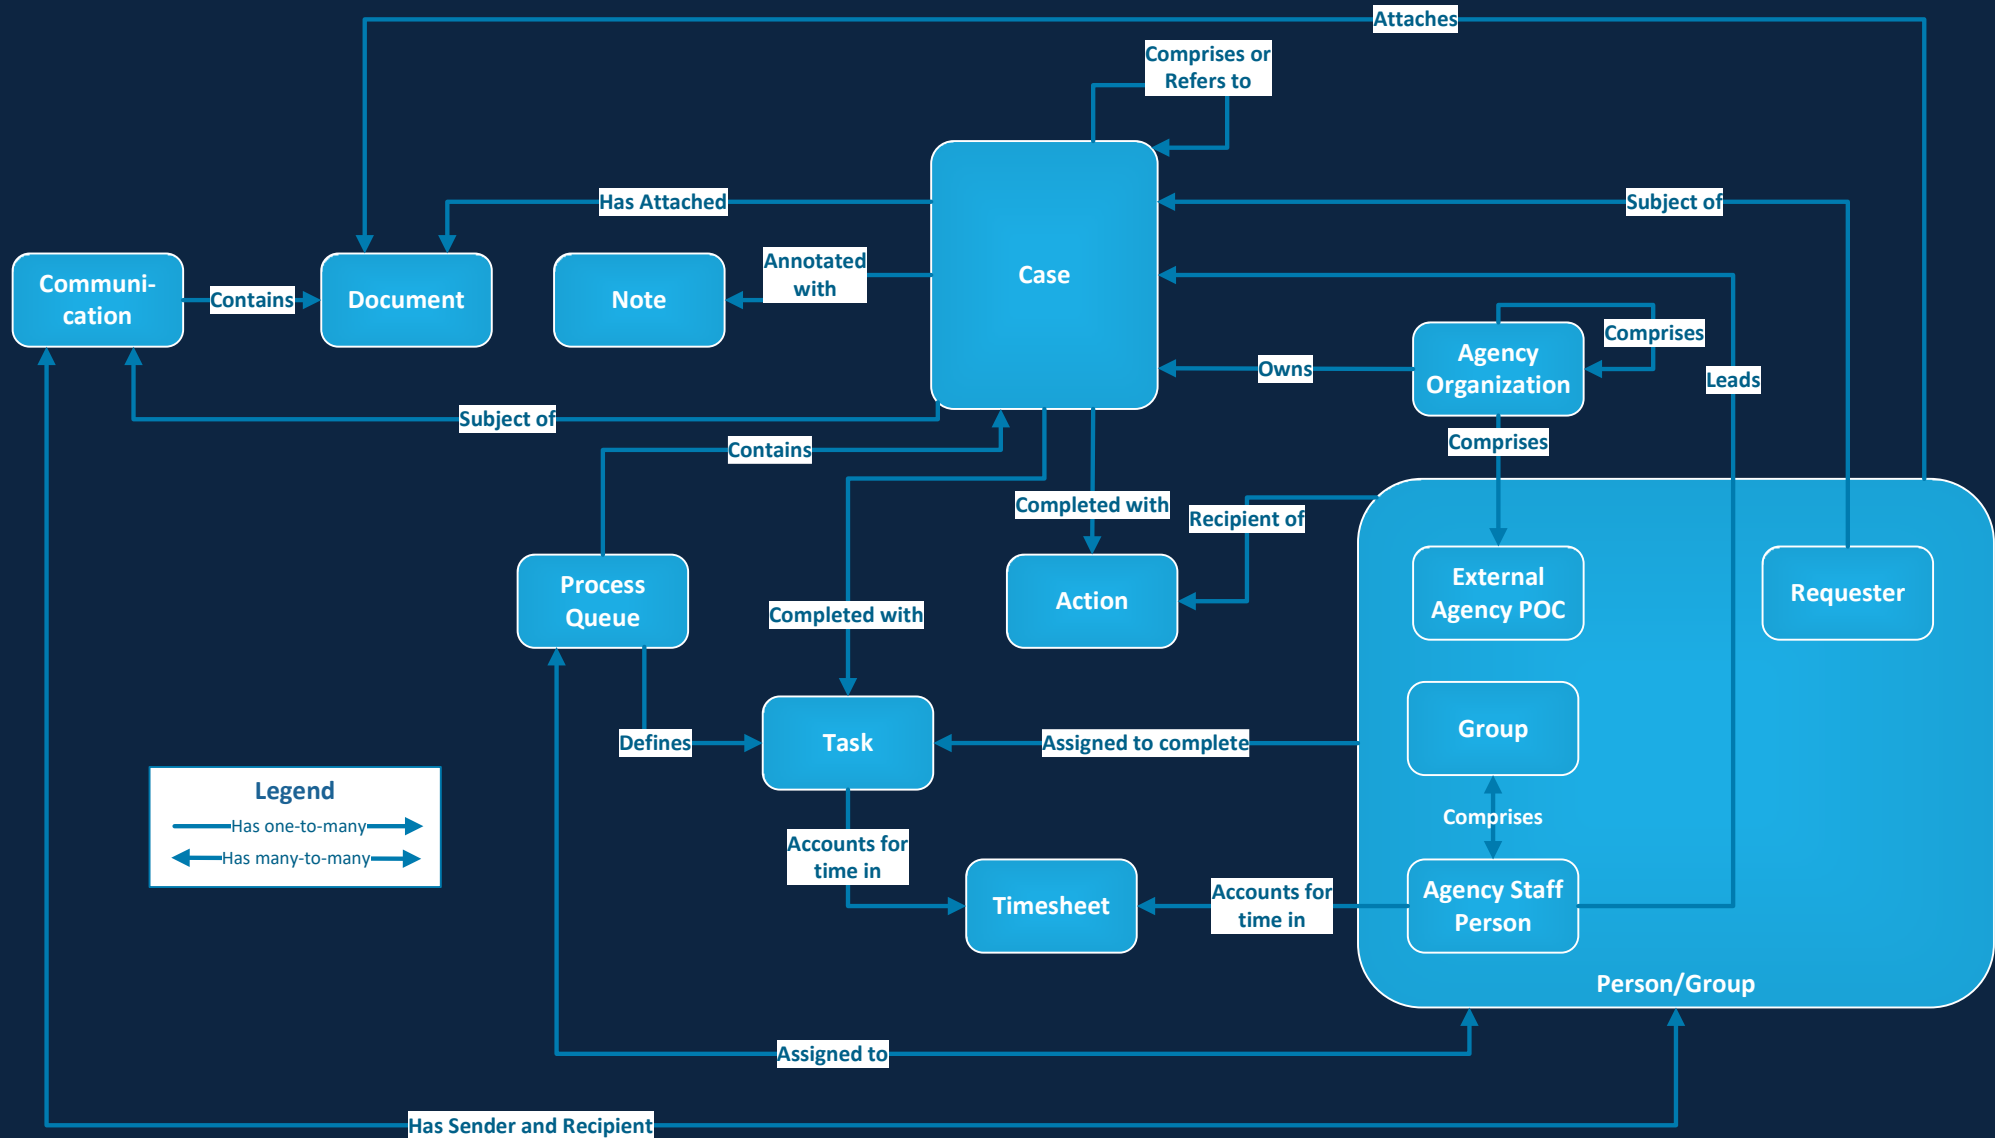 Attaches
Comprises or
Refers to
Has Attached
Subject of
Annotated
with
Communi-
cation
Contains
Document
Note
Case
Comprises
Agency
Organization
Owns
Leads
Subject of
Contains
Comprises
Completed with
Recipient of
Process
Queue
Completed with
Action
External
Agency POC
Requester
Defines
Task
Assigned to complete
Group
Legend
Has one-to-many
Has many-to-many
Comprises
Accounts for
time in
Timesheet
Accounts for
time in
Agency Staff
Person
Person/Group
Assigned to
Has Sender and Recipient